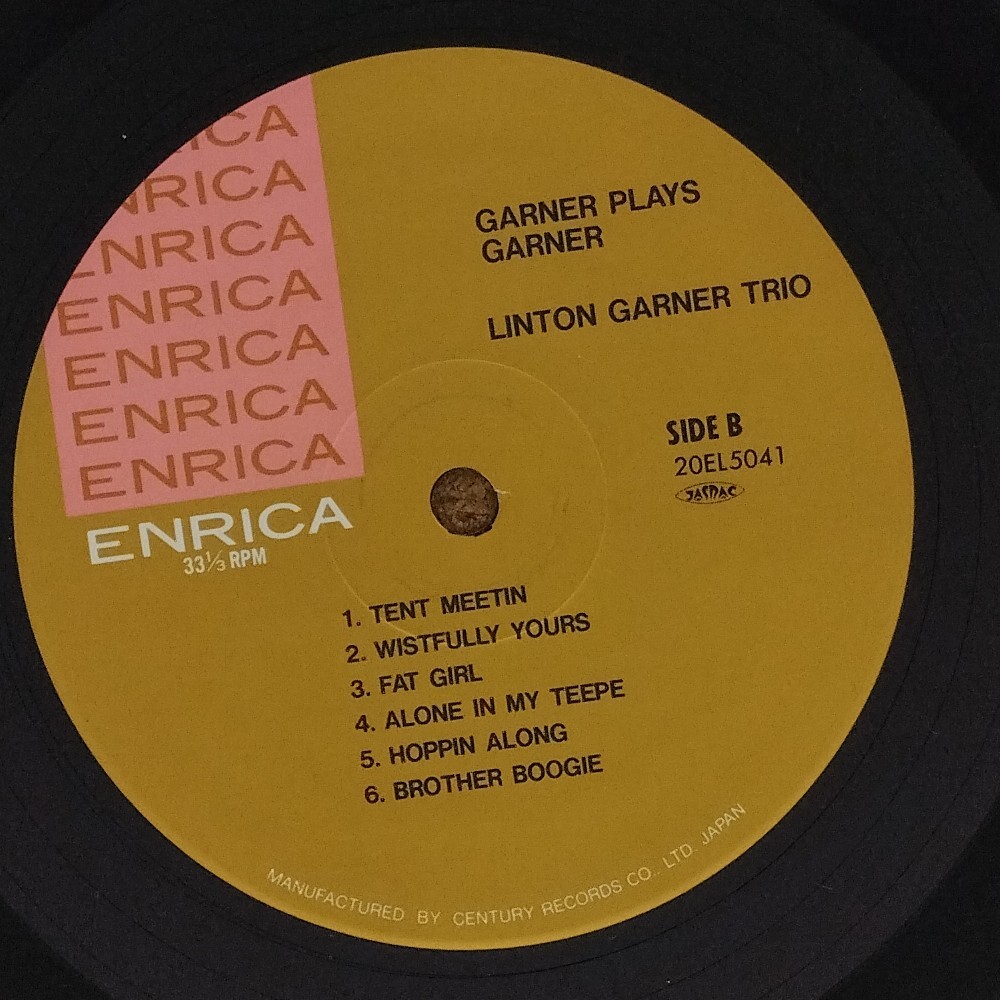 ENRICA
ENRICA
ENRICA
ENRICA
ENRICA
ENRICA
ENRICA
ENRICA
33⅓ RPM
GARNER PLAYS
GARNER
LINTON GARNER TRIO
SIDE B
20EL5041
JASRAC
1. TENT MEETIN
2. WISTFULLY YOURS
3. FAT GIRL
4. ALONE IN MY TEEPE
5. HOPPIN ALONG
6. BROTHER BOOGIE
MANUFACTURED BY CENTURY RECORDS CO., LTD. JAPAN